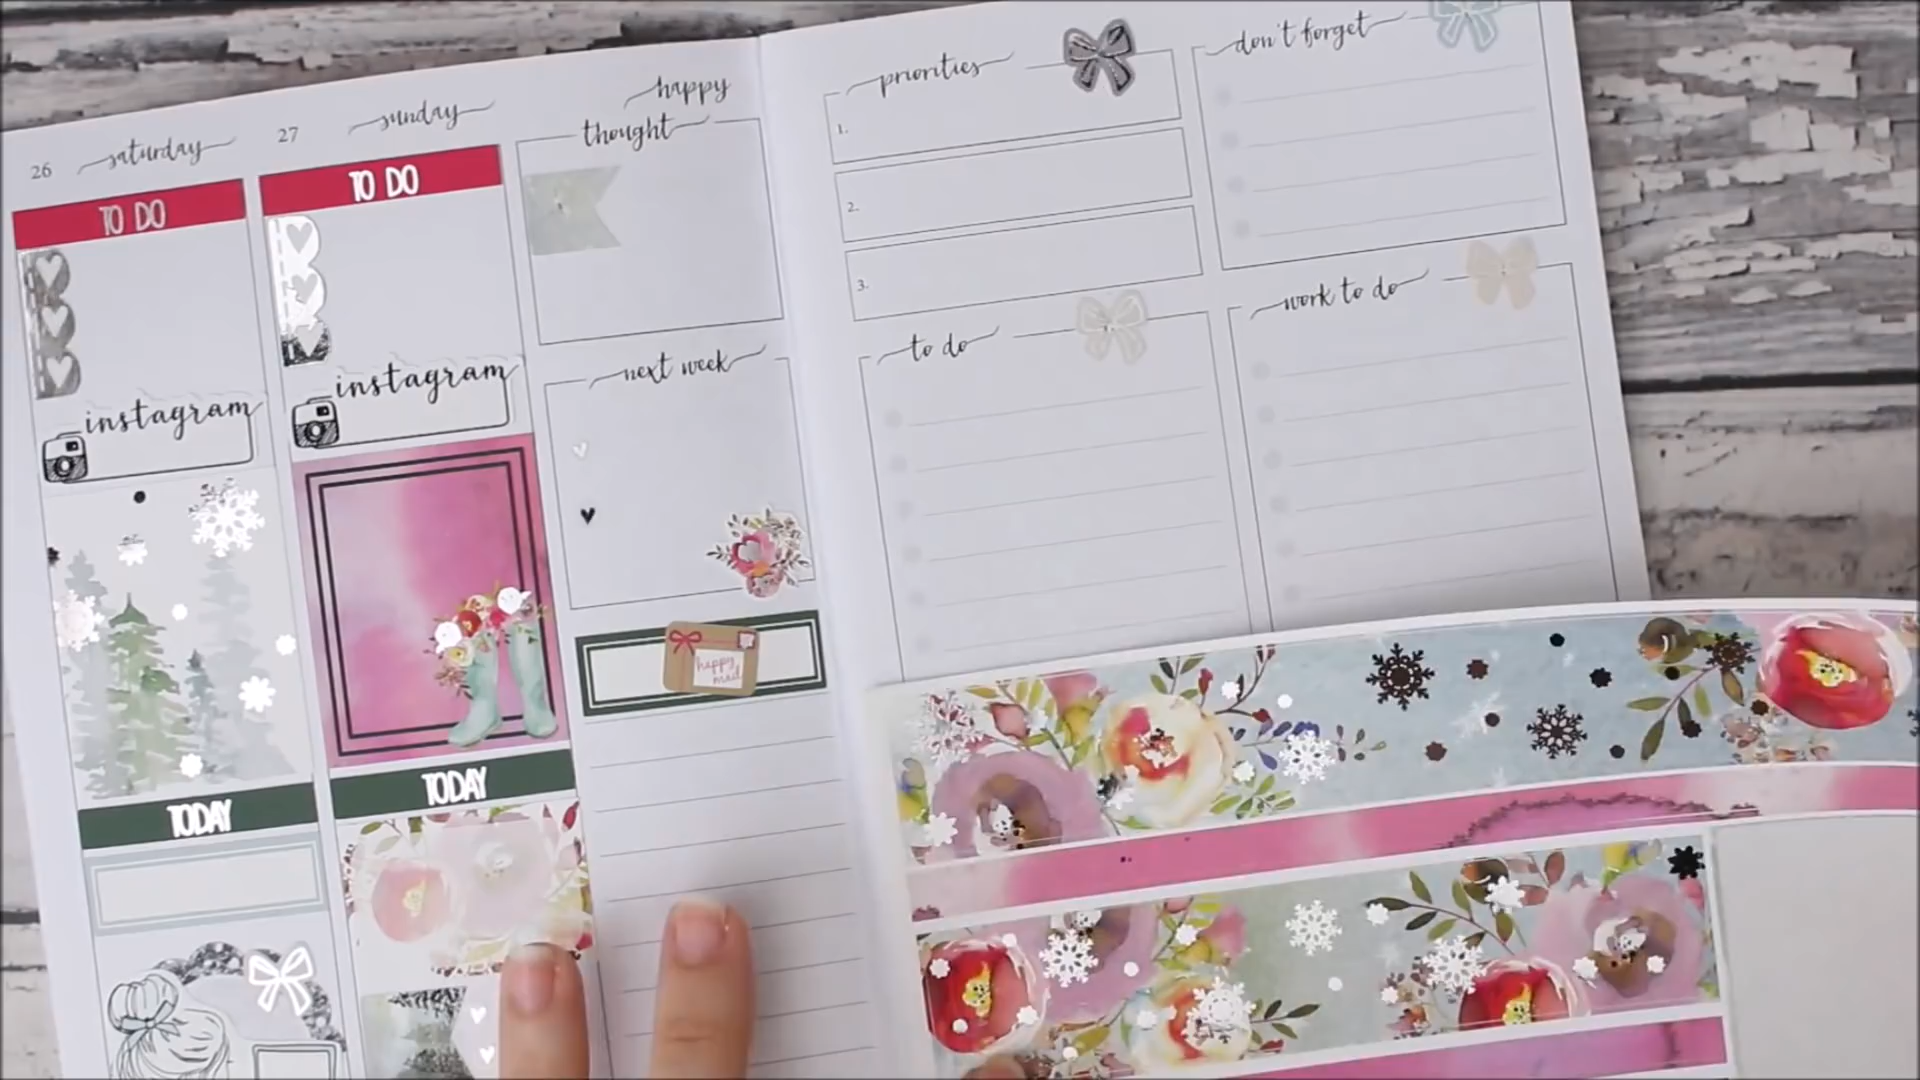 26 saturday
TO DO
instagram
TODAY
27 sunday
TO DO
instagram
TODAY
happy
thought
next week
happy
mail
priorities
1.
2.
3.
don't forget
to do
work to do